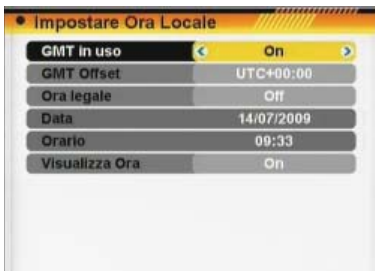 Impostare Ora Locale
GMT in uso On
GMT Offset UTC+00:00
Ora legale Off
Data 14/07/2009
Orario 09:33
Visualizza Ora On